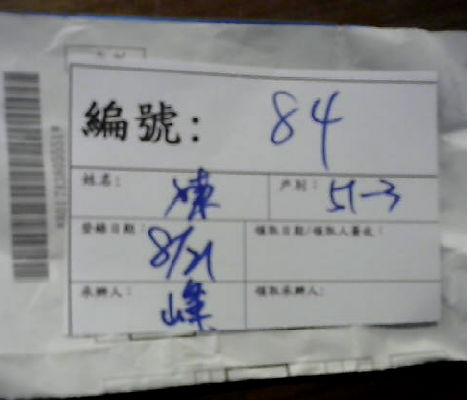 編號: 84
姓名: 陳 戶別: 51-3
登錄日期: 8/21 領取日期/領取人簽收:
承辦人: 峰 領取承辦人: